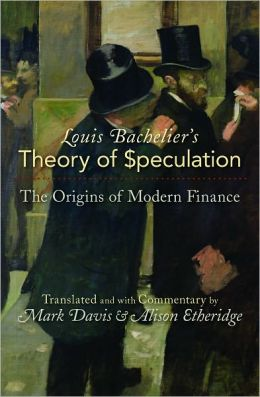 Louis Bachelier's
Theory of $peculation
The Origins of Modern Finance
Translated and with Commentary by
Mark Davis & Alison Etheridge